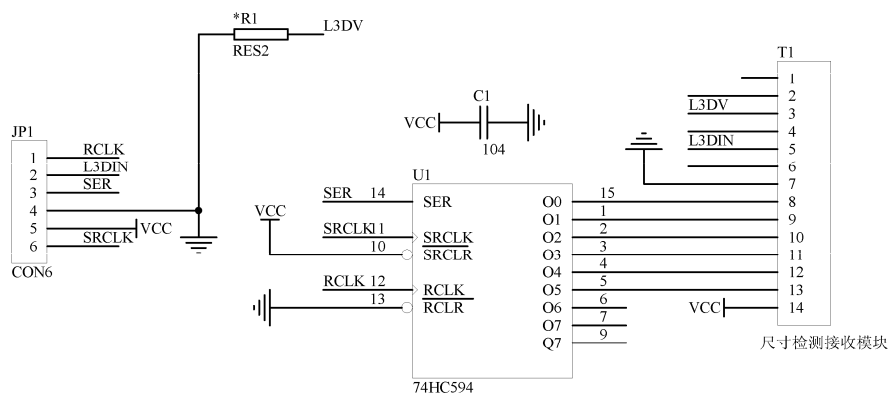 *R1
L3DV
RES2
JP1
1 RCLK
2 L3DIN
3 SER
4
5 VCC
6 SRCLK
CON6
VCC
C1
104
U1
SER 14 SER
VCC
SRCLK 11 SRCLK
10 SRCLR
RCLK 12 RCLK
13 RCLR
O0 15
O1 1
O2 2
O3 3
O4 4
O5 5
O6 6
O7 7
Q7 9
74HC594
T1
1
2
L3DV 3
4
L3DIN 5
6
7
8
9
10
11
12
13
VCC 14
尺寸检测接收模块